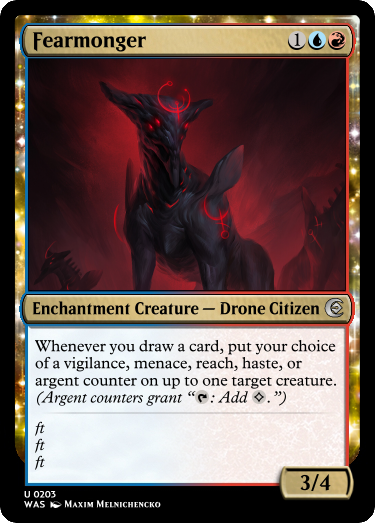 Fearmonger 1
Enchantment Creature — Drone Citizen
Whenever you draw a card, put your choice
of a vigilance, menace, reach, haste, or
argent counter on up to one target creature.
(Argent counters grant “: Add .”)
ft
ft
ft
3/4
U 0203
WAS Maxim Melnichencko